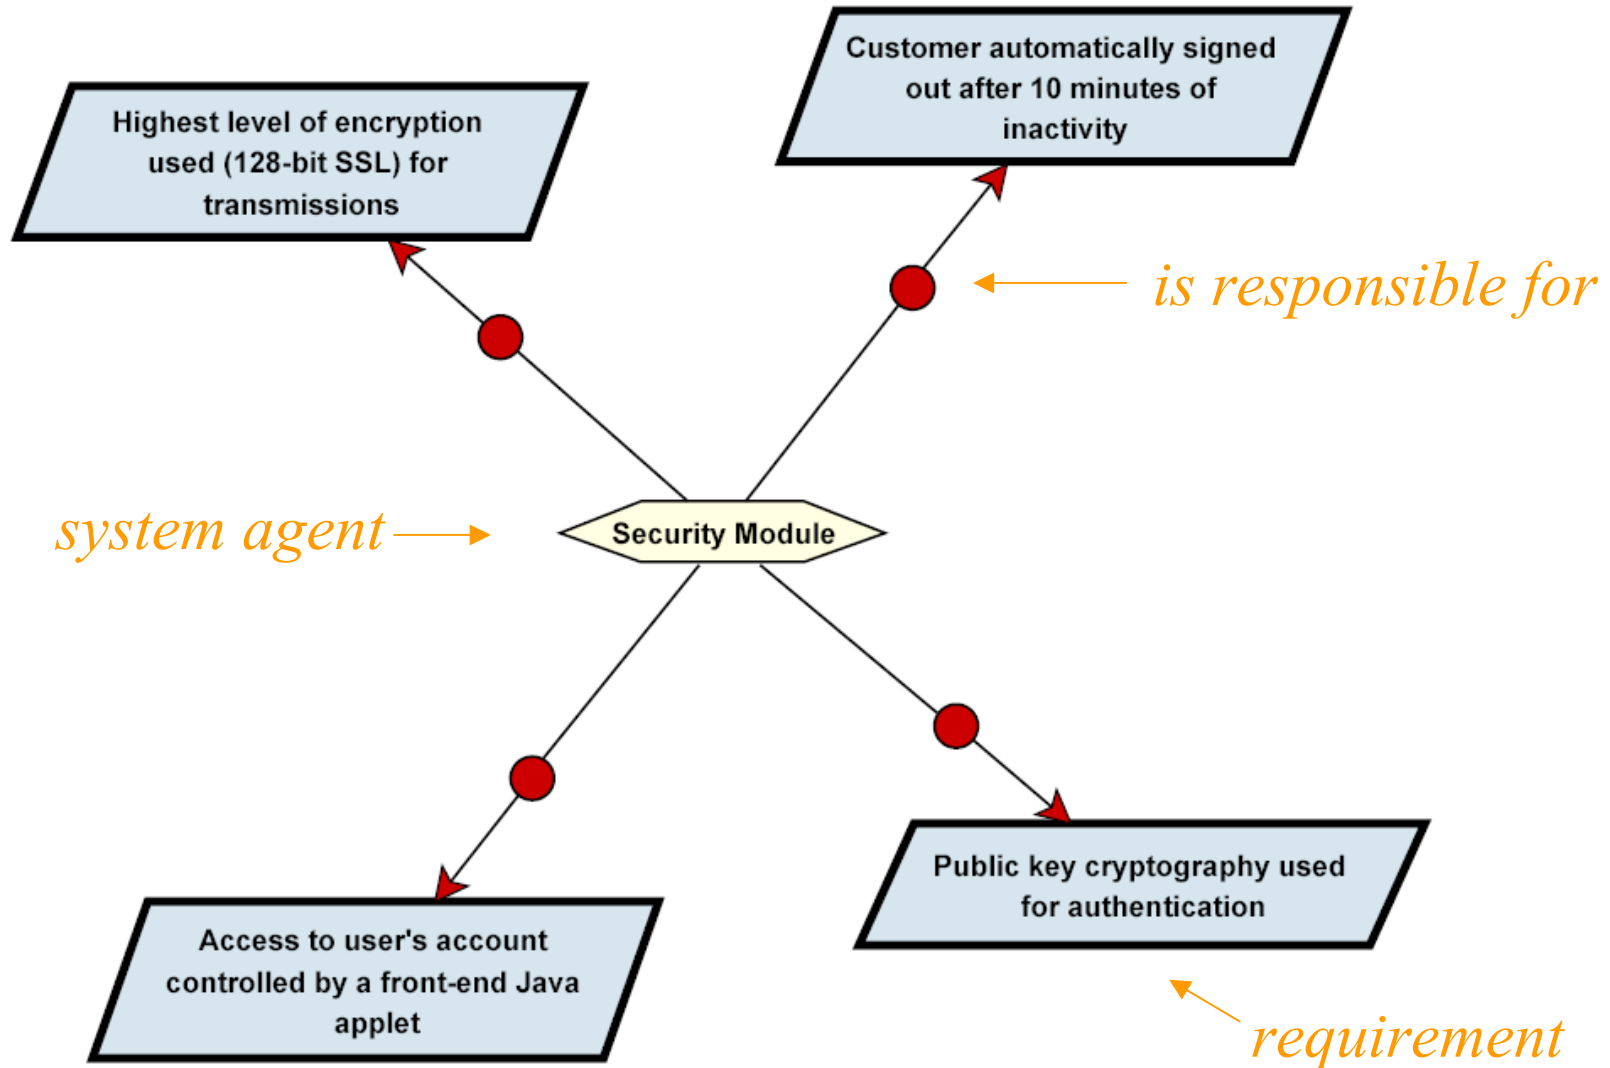 Customer automatically signed
out after 10 minutes of
inactivity
Highest level of encryption
used (128-bit SSL) for
transmissions
is responsible for
system agent
Security Module
Public key cryptography used
for authentication
Access to user's account
controlled by a front-end Java
applet
requirement